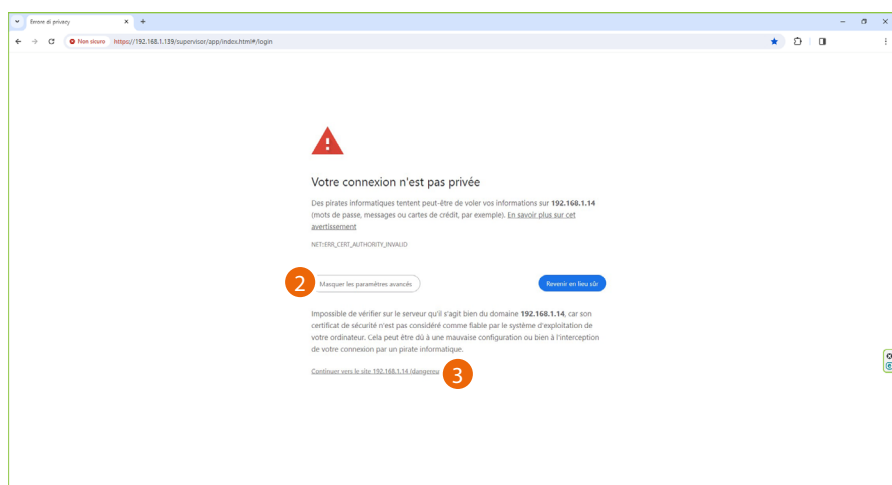 Errore di privacy
Non sicuro https://192.168.1.139/supervisor/app/index.html#/login
Votre connexion n'est pas privée
Des pirates informatiques tentent peut-être de voler vos informations sur 192.168.1.14
(mots de passe, messages ou cartes de crédit, par exemple). En savoir plus sur cet
avertissement
NET::ERR_CERT_AUTHORITY_INVALID
2 Masquer les paramètres avancés Revenir en lieu sûr
Impossible de vérifier sur le serveur qu'il s'agit bien du domaine 192.168.1.14, car son
certificat de sécurité n'est pas considéré comme fiable par le système d'exploitation de
votre ordinateur. Cela peut être dû à une mauvaise configuration ou bien à l'interception
de votre connexion par un pirate informatique.
Continuer vers le site 192.168.1.14 (dangereu 3